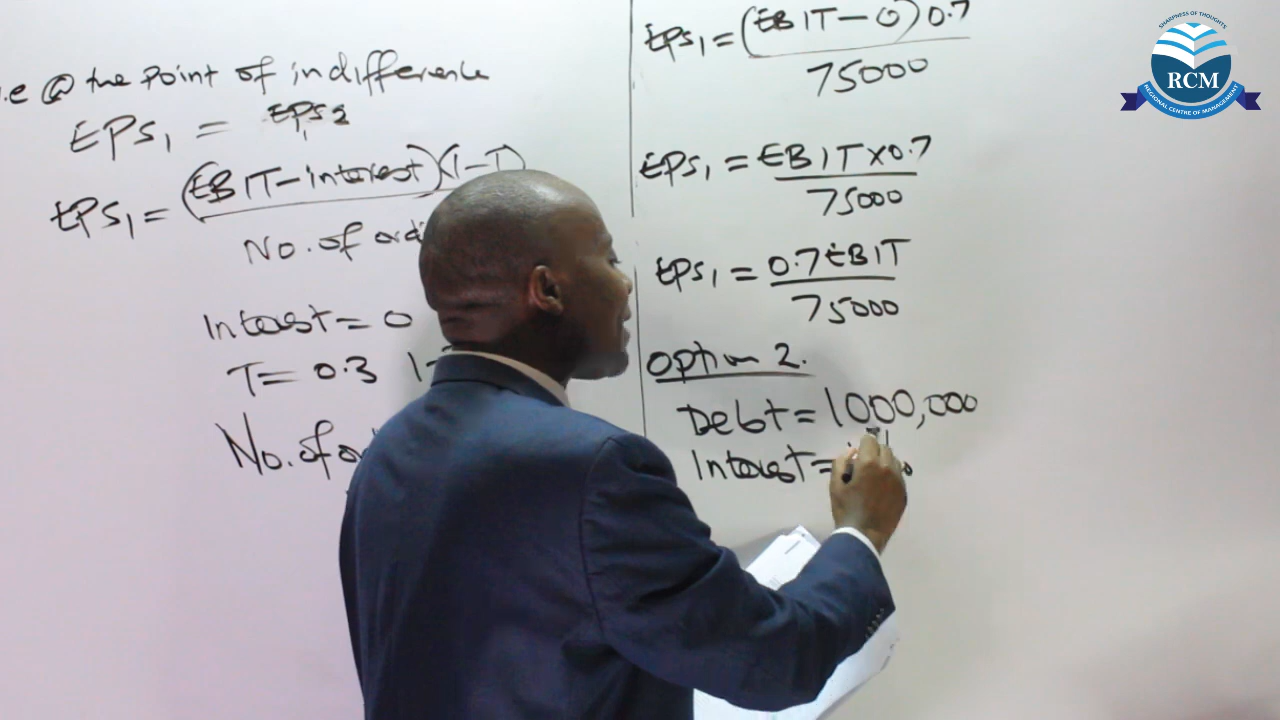 .e @ the point of indifference
EPS₁ = EPS₂
EPS₁ = (EBIT-interest)(1-T)
No. of ord
Interest = 0
T = 0.3 1-
No. of o
EPS₁ = (EBIT-0)0.7
75000
EPS₁ = EBIT×0.7
75000
EPS₁ = 0.7EBIT
75000
Option 2.
Debt = 1000,000
Interest =
SHARPNESS OF THOUGHTS
RCM
REGIONAL CENTRE OF MANAGEMENT